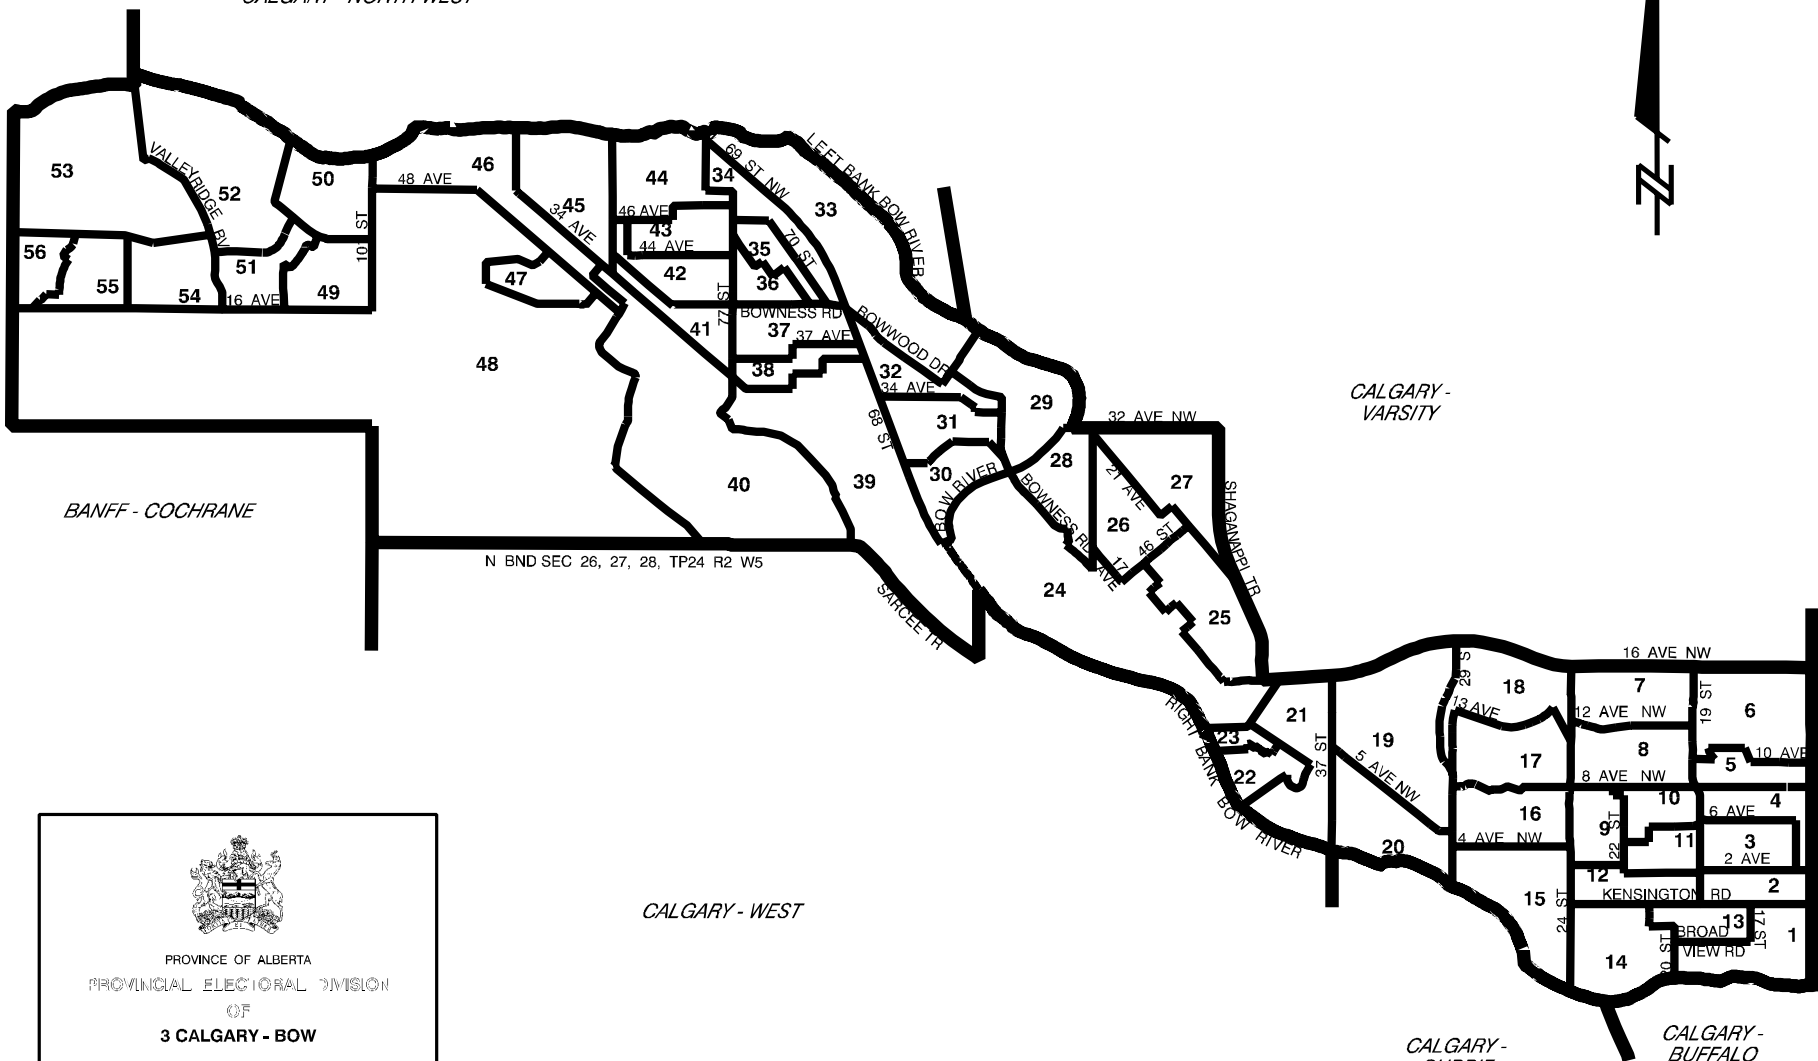 CALGARY - NORTH WEST
53
VALLEYRIDGE RV
52
50
46
48 AVE
101 ST
45
34 AVE
44
34
69 ST NW
LEFT BANK BOW RIVER
33
46 AVE
43
44 AVE
42
35
70 ST
36
56
55
54
51
16 AVE
49
47
77 ST
BOWNESS RD
41
37
37 AVE
38
BOWWOOD DR
48
32
34 AVE
31
29
68 ST
30
BOW RIVER
39
40
28
32 AVE NW
27
21 AVE
26
46 ST
BOWNESS RD
17 AVE
SHAGANAPPI TR
CALGARY -
VARSITY
N
BANFF - COCHRANE
N BND SEC 26, 27, 28, TP24 R2 W5
SARCEE TR
24
25
16 AVE NW
29 S
18
7
19 ST
6
13 AVE
12 AVE NW
21
23
RIGHT BANK BOW RIVER
22
37 ST
19
5 AVE NW
17
8
5
10 AVE
8 AVE NW
10
4
16
9
22 ST
6 AVE
11
3
4 AVE NW
2 AVE
20
12
2
KENSINGTON RD
15
24 ST
13
17 ST
1
BROAD
VIEW RD
14
20 ST
CALGARY - WEST
PROVINCE OF ALBERTA
PROVINCIAL ELECTORAL DIVISION
OF
3 CALGARY - BOW
CALGARY -
CALGARY -
BUFFALO